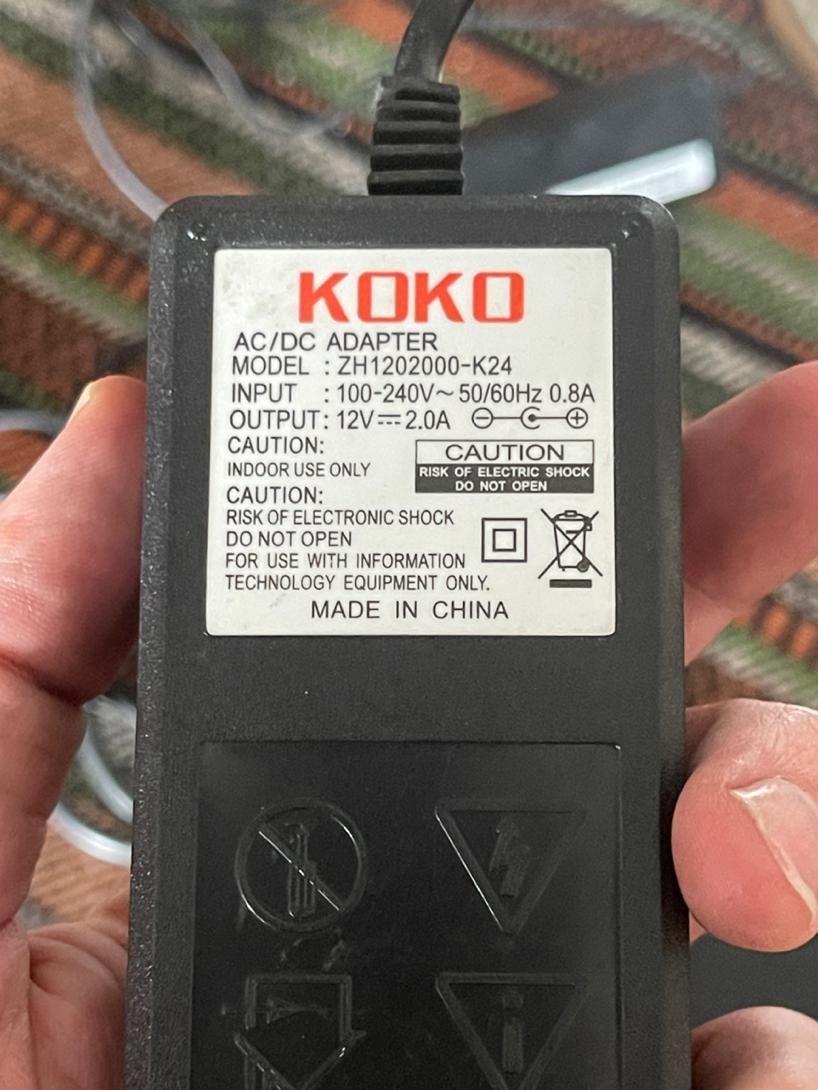 KOKO
AC/DC ADAPTER
MODEL : ZH1202000-K24
INPUT : 100-240V~ 50/60Hz 0.8A
OUTPUT: 12V⎓2.0A
CAUTION:
INDOOR USE ONLY
CAUTION
RISK OF ELECTRIC SHOCK
DO NOT OPEN
CAUTION:
RISK OF ELECTRONIC SHOCK
DO NOT OPEN
FOR USE WITH INFORMATION
TECHNOLOGY EQUIPMENT ONLY.
MADE IN CHINA